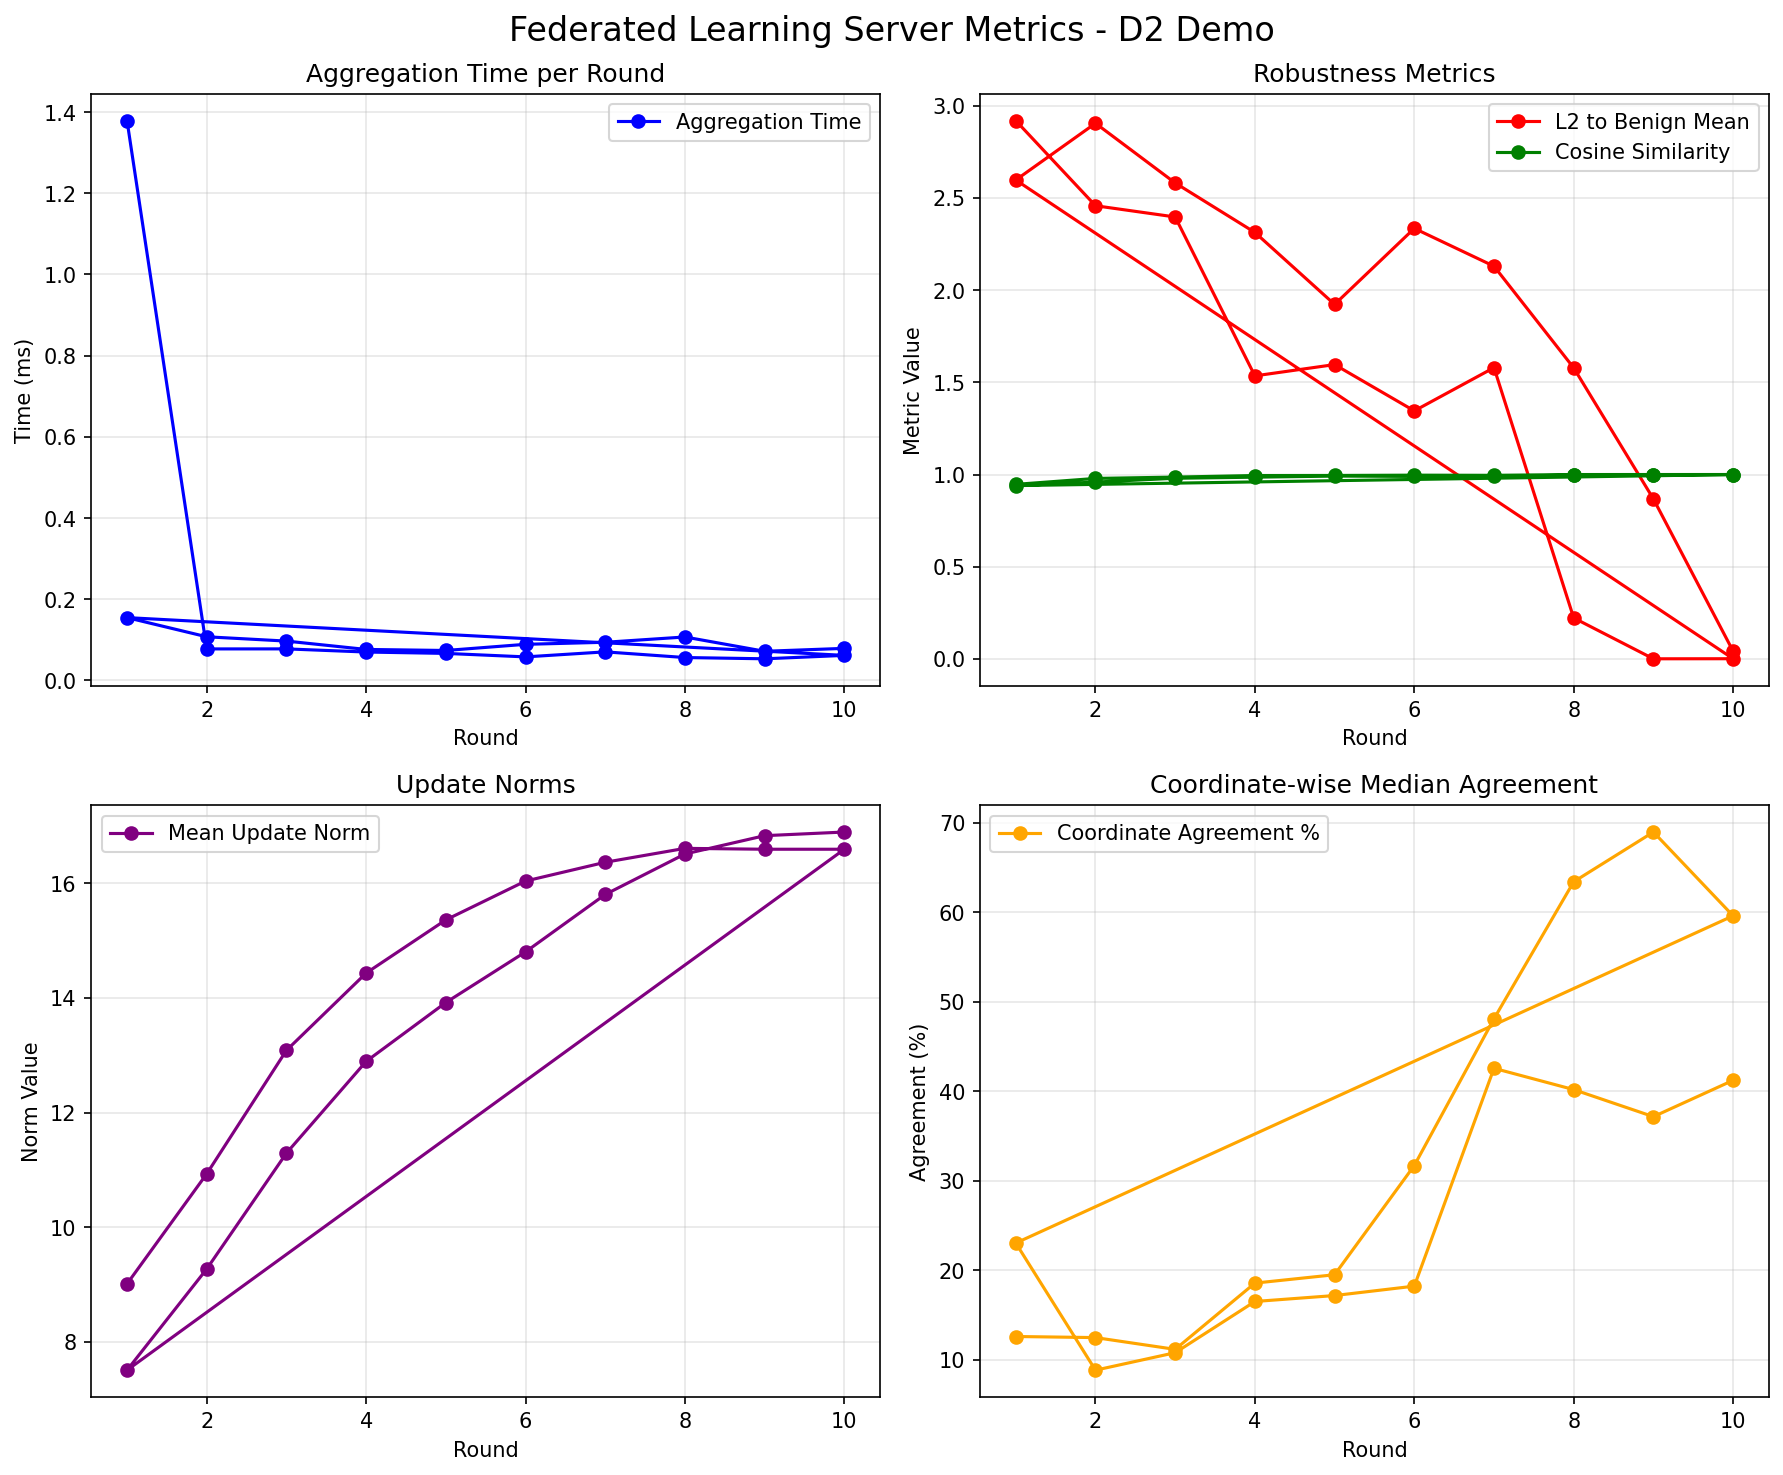 Federated Learning Server Metrics - D2 Demo
Aggregation Time per Round
Aggregation Time
1.4
1.2
1.0
0.8
0.6
0.4
0.2
0.0
Time (ms)
2 4 6 8 10
Round
Robustness Metrics
L2 to Benign Mean
Cosine Similarity
3.0
2.5
2.0
1.5
1.0
0.5
0.0
Metric Value
2 4 6 8 10
Round
Update Norms
Mean Update Norm
16
14
12
10
8
Norm Value
2 4 6 8 10
Round
Coordinate-wise Median Agreement
Coordinate Agreement %
70
60
50
40
30
20
10
Agreement (%)
2 4 6 8 10
Round